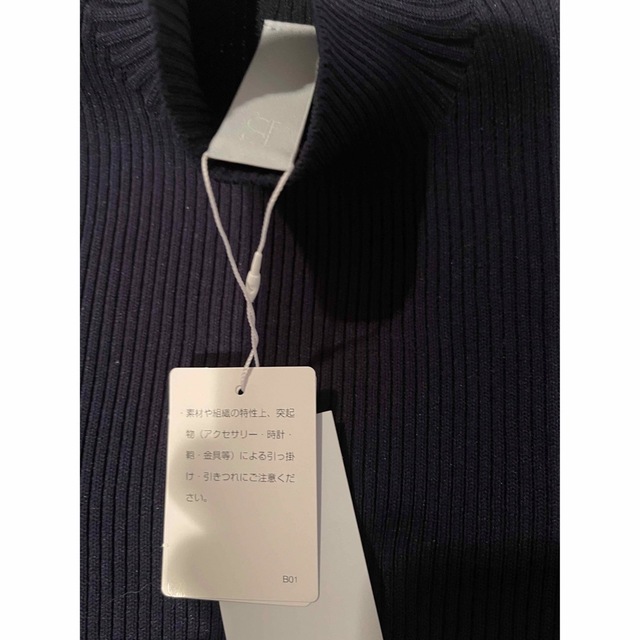 ・素材や組織の特性上、突起
物（アクセサリー・時計・
鞄・金具等）による引っ掛
け・引きつれにご注意くだ
さい。
B01